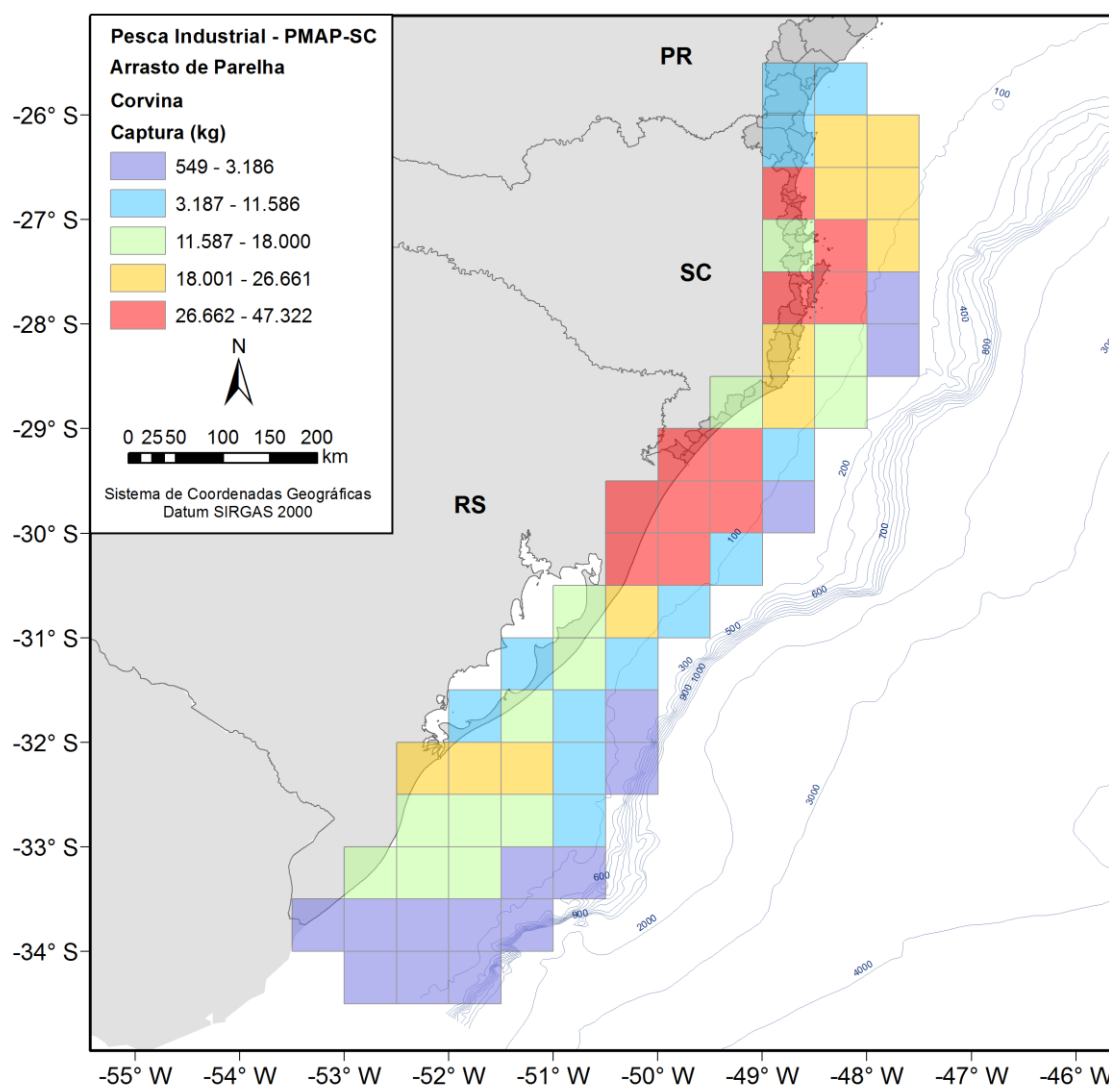 Pesca Industrial - PMAP-SC
Arrasto de Parelha
Corvina
Captura (kg)
549 - 3.186
3.187 - 11.586
11.587 - 18.000
18.001 - 26.661
26.662 - 47.322
N
0 25 50 100 150 200
km
Sistema de Coordenadas Geográficas
Datum SIRGAS 2000
PR
SC
RS
100
400
800
200
700
100
600
500
300
1000
800
3000
600
900
2000
4000
-26° S
-27° S
-28° S
-29° S
-30° S
-31° S
-32° S
-33° S
-34° S
-55° W -54° W -53° W -52° W -51° W -50° W -49° W -48° W -47° W -46° W